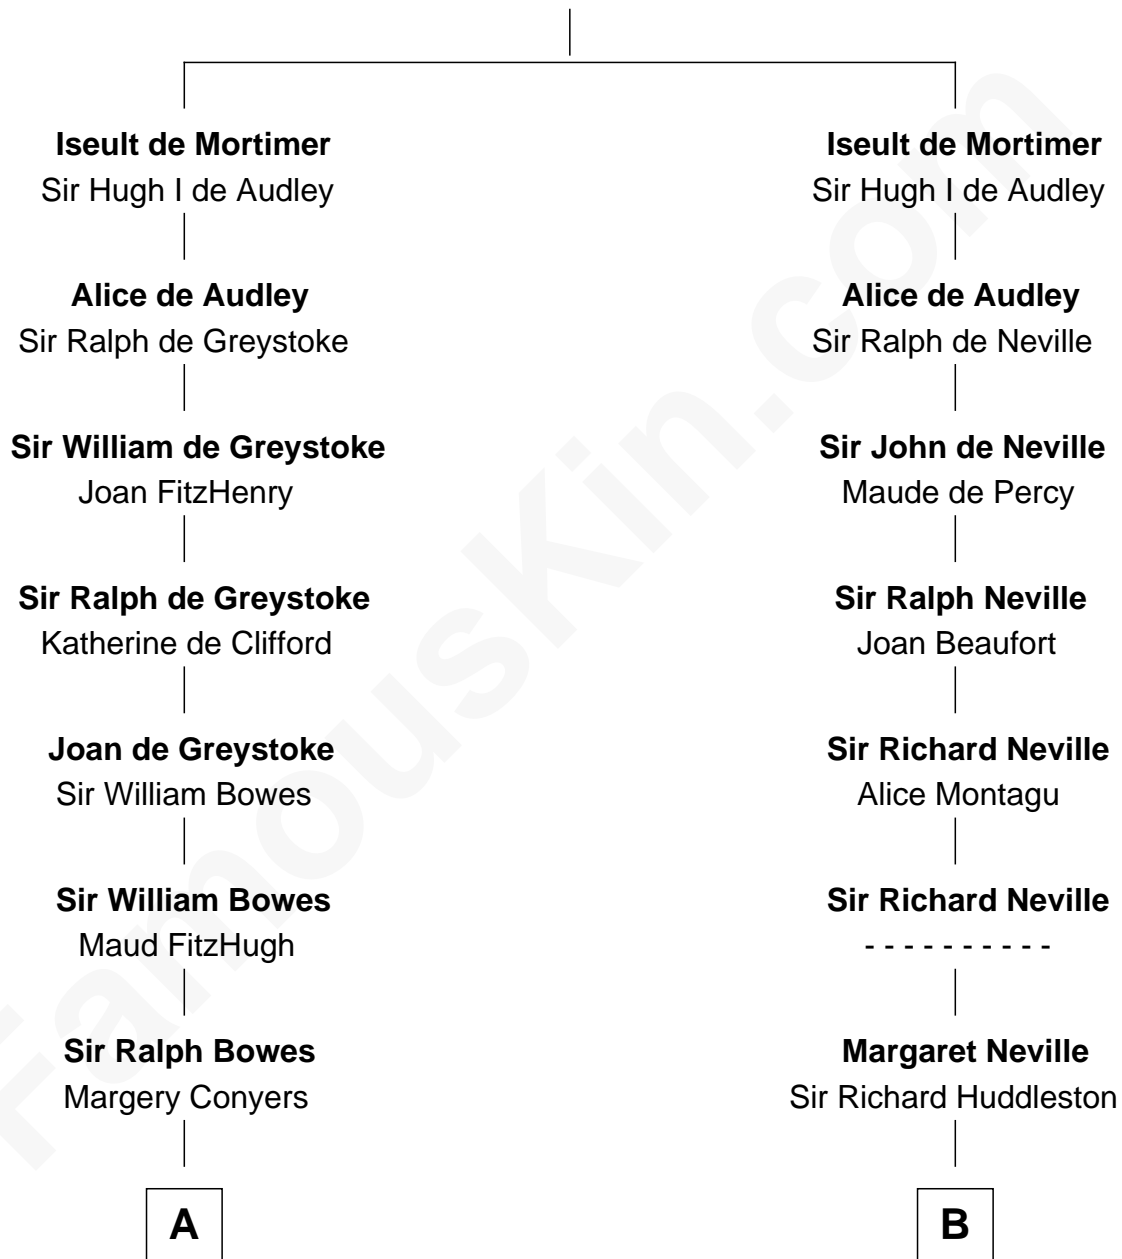 Iseult de Mortimer
Sir Hugh I de Audley
Alice de Audley
Sir Ralph de Greystoke
Sir William de Greystoke
Joan FitzHenry
Sir Ralph de Greystoke
Katherine de Clifford
Joan de Greystoke
Sir William Bowes
Sir William Bowes
Maud FitzHugh
Sir Ralph Bowes
Margery Conyers
A
Iseult de Mortimer
Sir Hugh I de Audley
Alice de Audley
Sir Ralph de Neville
Sir John de Neville
Maude de Percy
Sir Ralph Neville
Joan Beaufort
Sir Richard Neville
Alice Montagu
Sir Richard Neville
- - - - - - - - - -
Margaret Neville
Sir Richard Huddleston
B
FamousKin.com